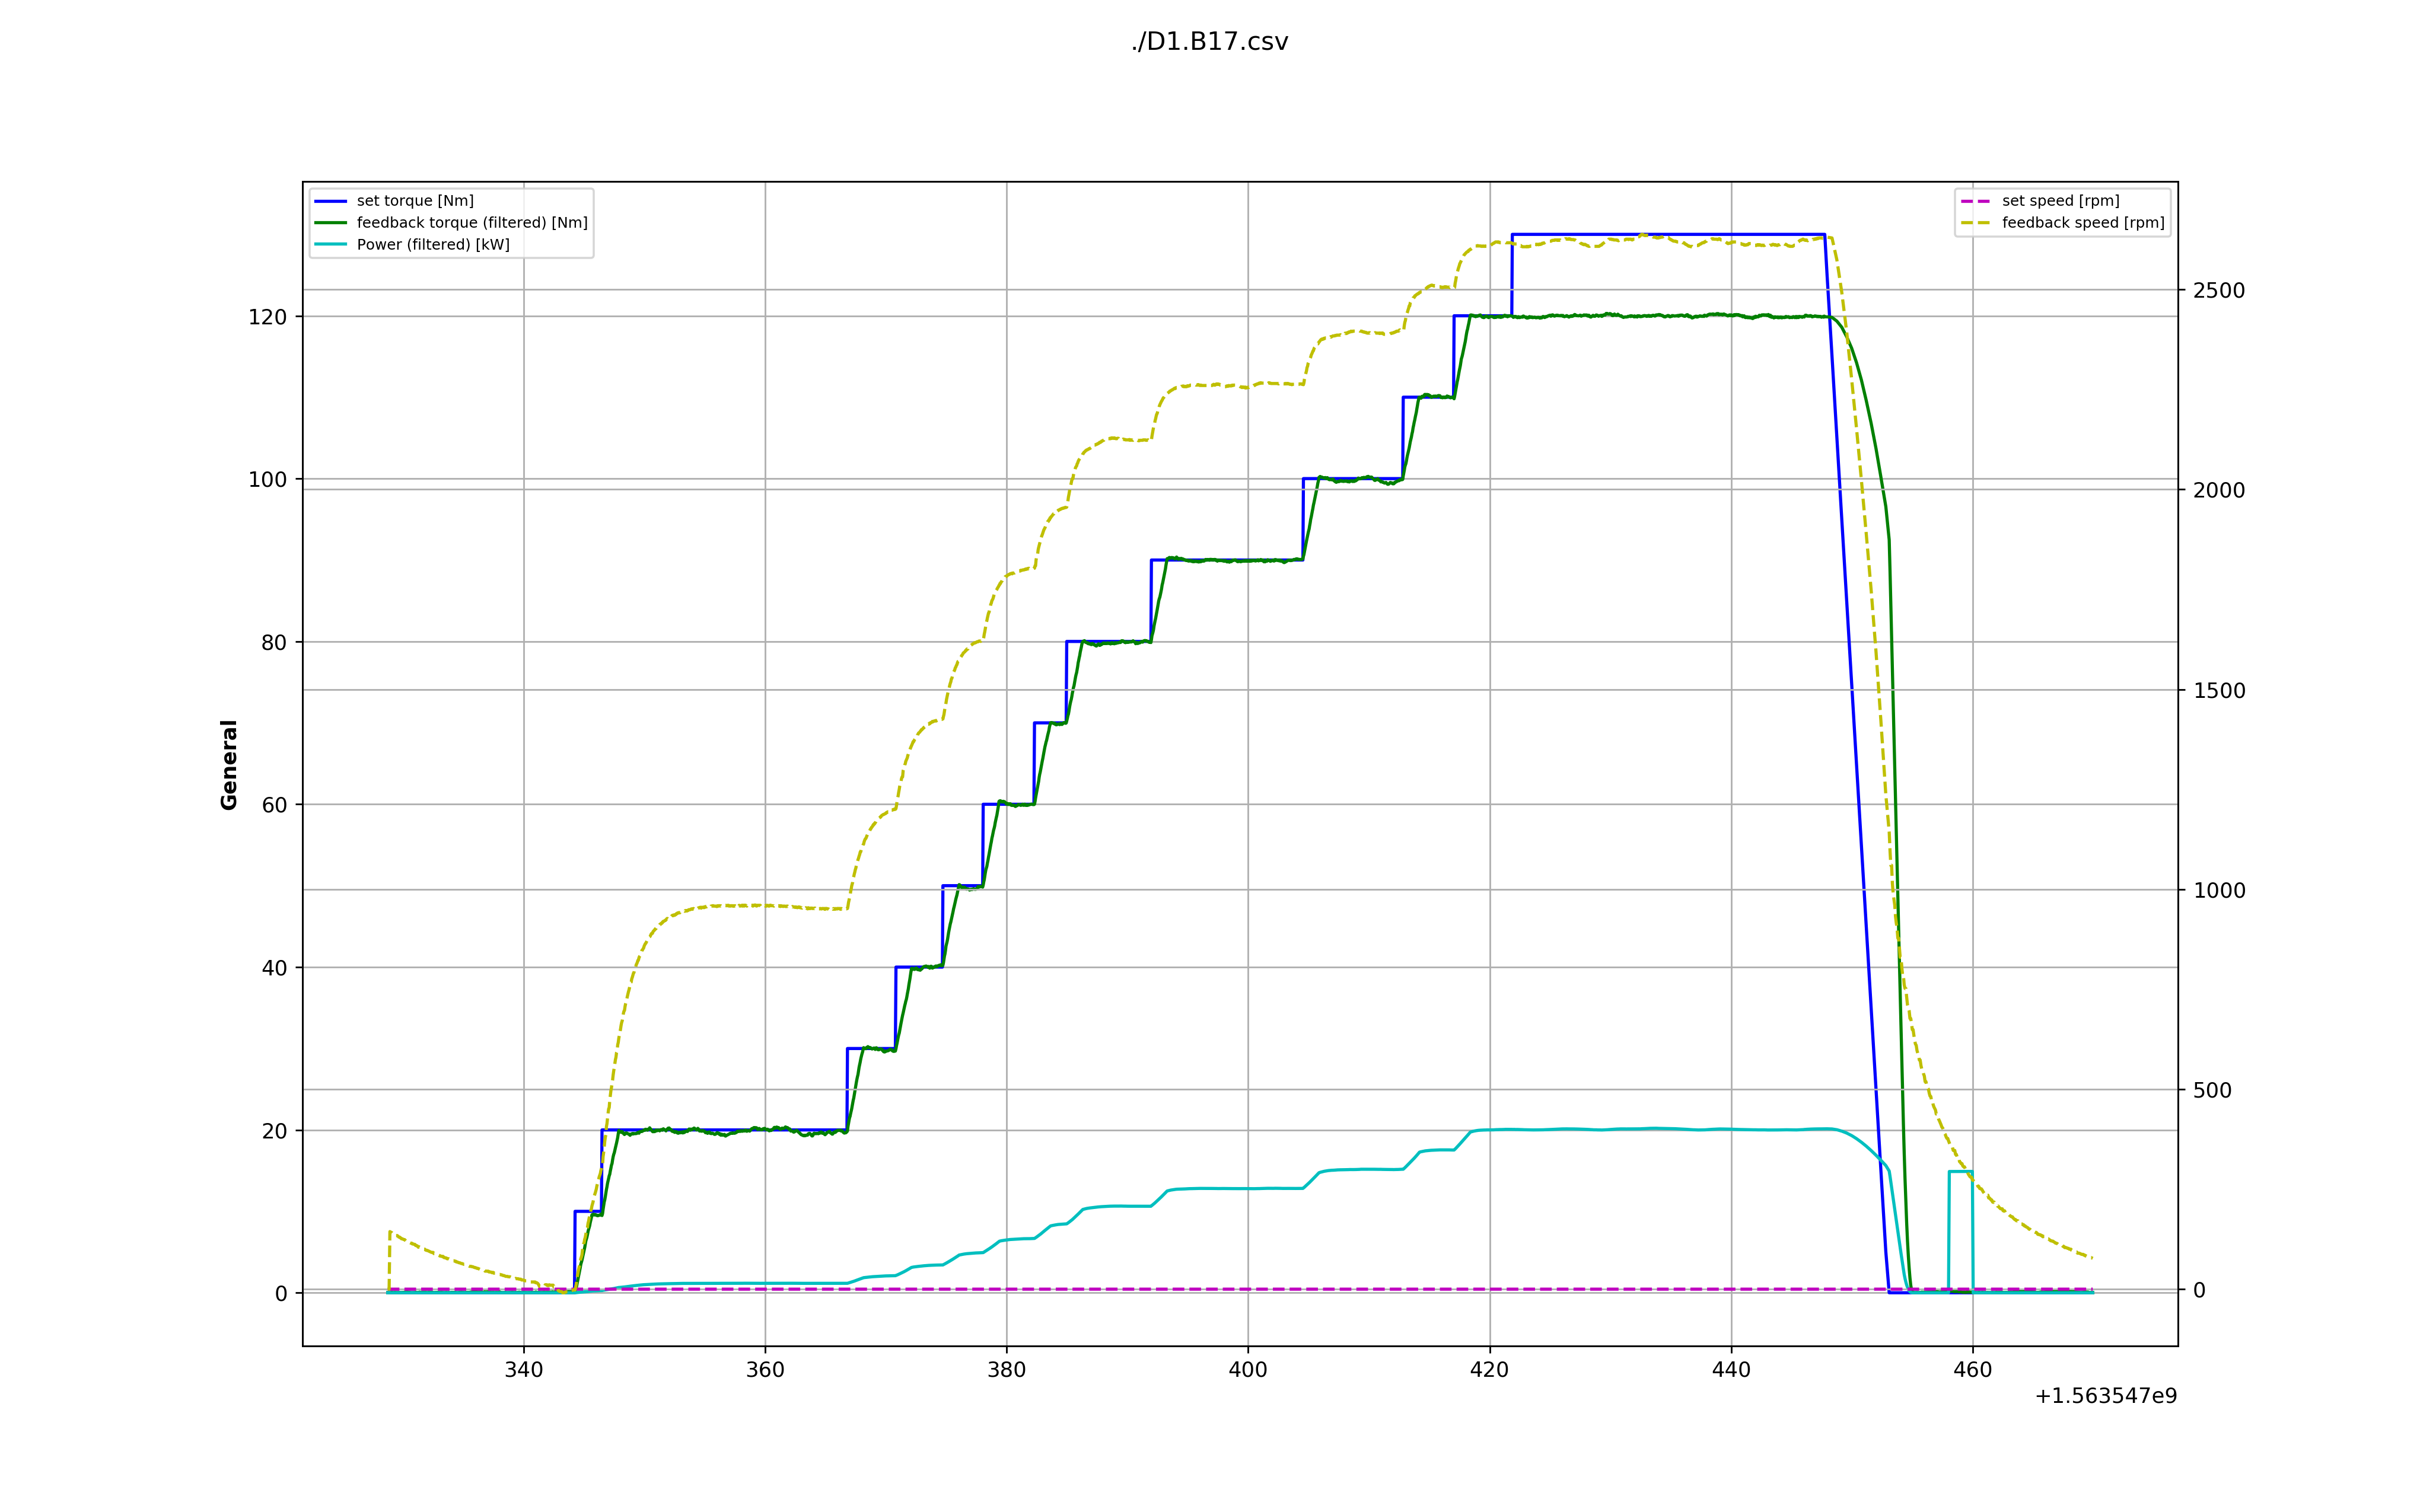 ./D1.B17.csv
set torque [Nm]
feedback torque (filtered) [Nm]
Power (filtered) [kW]
set speed [rpm]
feedback speed [rpm]
General
120
100
80
60
40
20
0
2500
2000
1500
1000
500
0
340 360 380 400 420 440 460
+1.563547e9